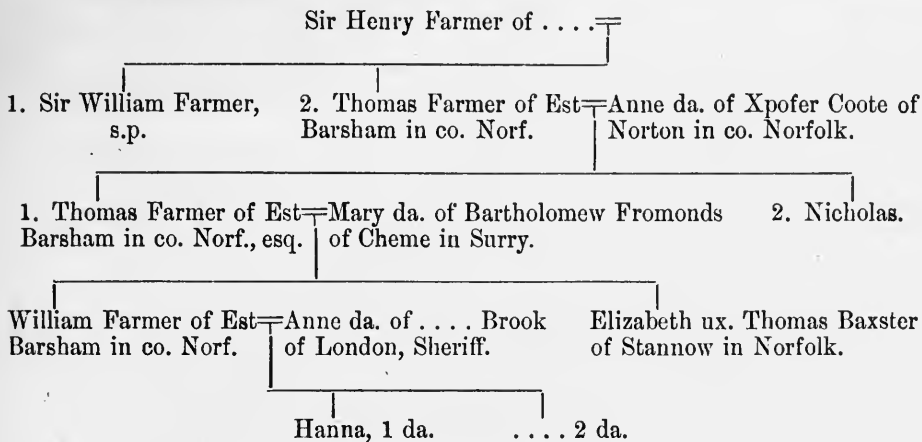 Sir Henry Farmer of . . . .
1. Sir William Farmer,
s.p.
2. Thomas Farmer of Est
Barsham in co. Norf.
Anne da. of Xpofer Coote of
Norton in co. Norfolk.
1. Thomas Farmer of Est
Barsham in co. Norf., esq.
Mary da. of Bartholomew Fromonds
of Cheme in Surry.
2. Nicholas.
William Farmer of Est
Barsham in co. Norf.
Anne da. of . . . . Brook
of London, Sheriff.
Elizabeth ux. Thomas Baxster
of Stannow in Norfolk.
Hanna, 1 da.
. . . . 2 da.